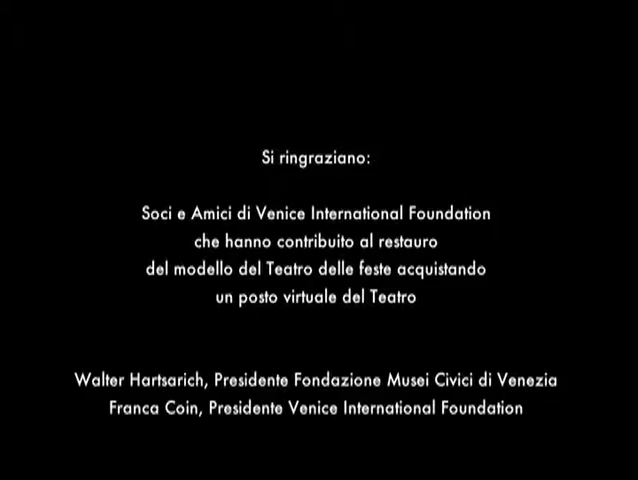 Si ringraziano:
Soci e Amici di Venice International Foundation
che hanno contribuito al restauro
del modello del Teatro delle feste acquistando
un posto virtuale del Teatro
Walter Hartsarich, Presidente Fondazione Musei Civici di Venezia
Franca Coin, Presidente Venice International Foundation